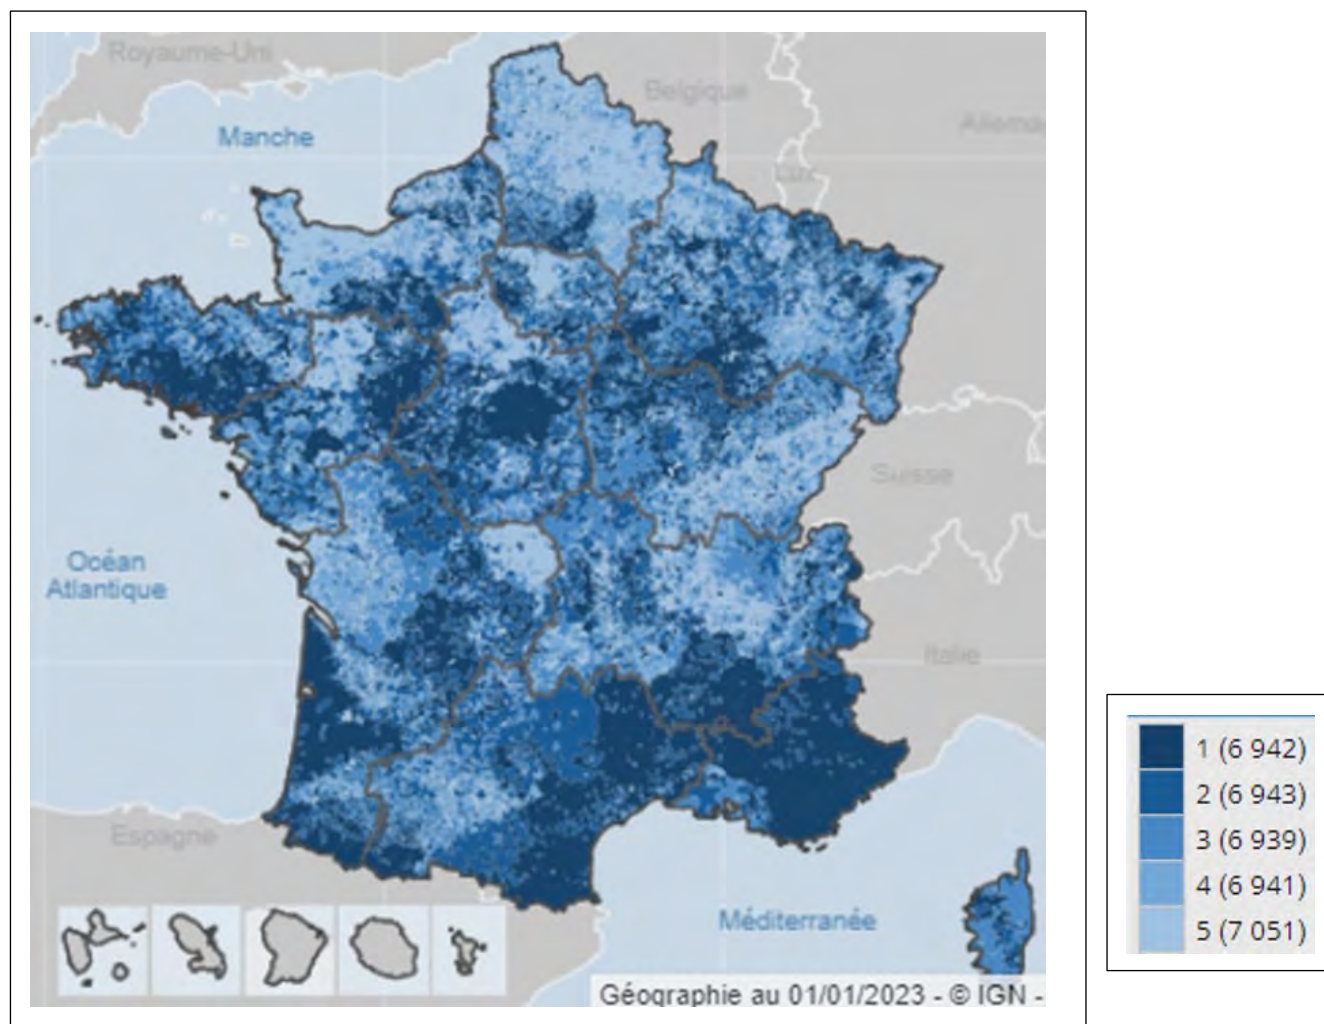 Royaume-Uni
Belgique
Manche
Allema
Lux.
Suisse
Océan
Atlantique
Italie
Espagne
Méditerranée
Géographie au 01/01/2023 - © IGN -
1 (6 942)
2 (6 943)
3 (6 939)
4 (6 941)
5 (7 051)